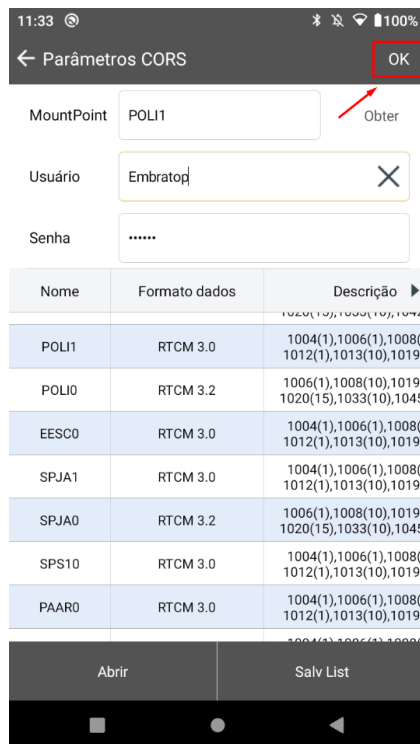 11:33 100%
Parâmetros CORS OK
MountPoint POLI1 Obter
Usuário Embratop
Senha ••••••
Nome Formato dados Descrição
POLI1 RTCM 3.0 1004(1),1006(1),1008(
1012(1),1013(10),1019
POLI0 RTCM 3.2 1006(1),1008(10),1019
1020(15),1033(10),1045
EESC0 RTCM 3.0 1004(1),1006(1),1008(
1012(1),1013(10),1019
SPJA1 RTCM 3.0 1004(1),1006(1),1008(
1012(1),1013(10),1019
SPJA0 RTCM 3.2 1006(1),1008(10),1019
1020(15),1033(10),1045
SPS10 RTCM 3.0 1004(1),1006(1),1008(
1012(1),1013(10),1019
PAAR0 RTCM 3.0 1004(1),1006(1),1008(
1012(1),1013(10),1019
Abrir Salv List